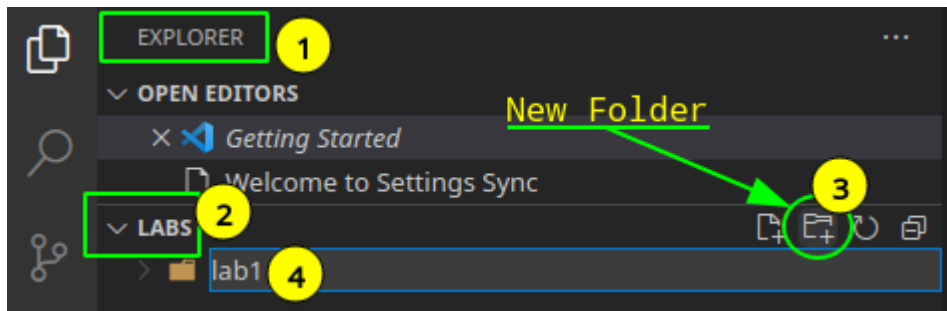 EXPLORER
1
...
OPEN EDITORS
New Folder
Getting Started
Welcome to Settings Sync
3
2
LABS
lab1
4